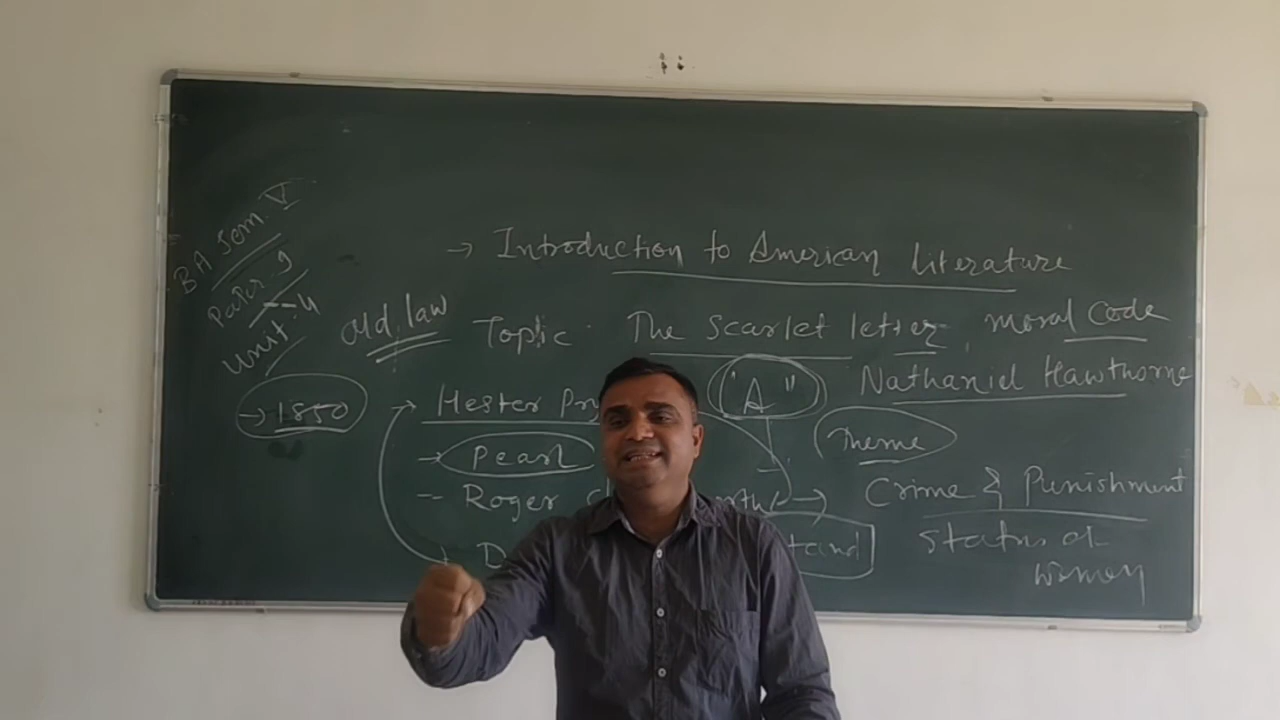 BA Sem. V
Paper. 9
Unit: 4
→ Introduction to American Literature
old law
Topic : The Scarlet letter, moral Code
Nathaniel Hawthorne
→ 1850
→ Hester Pry
'A"
Theme
→ Pearl
-- Roger
→ Crime & Punishment
Status of
women